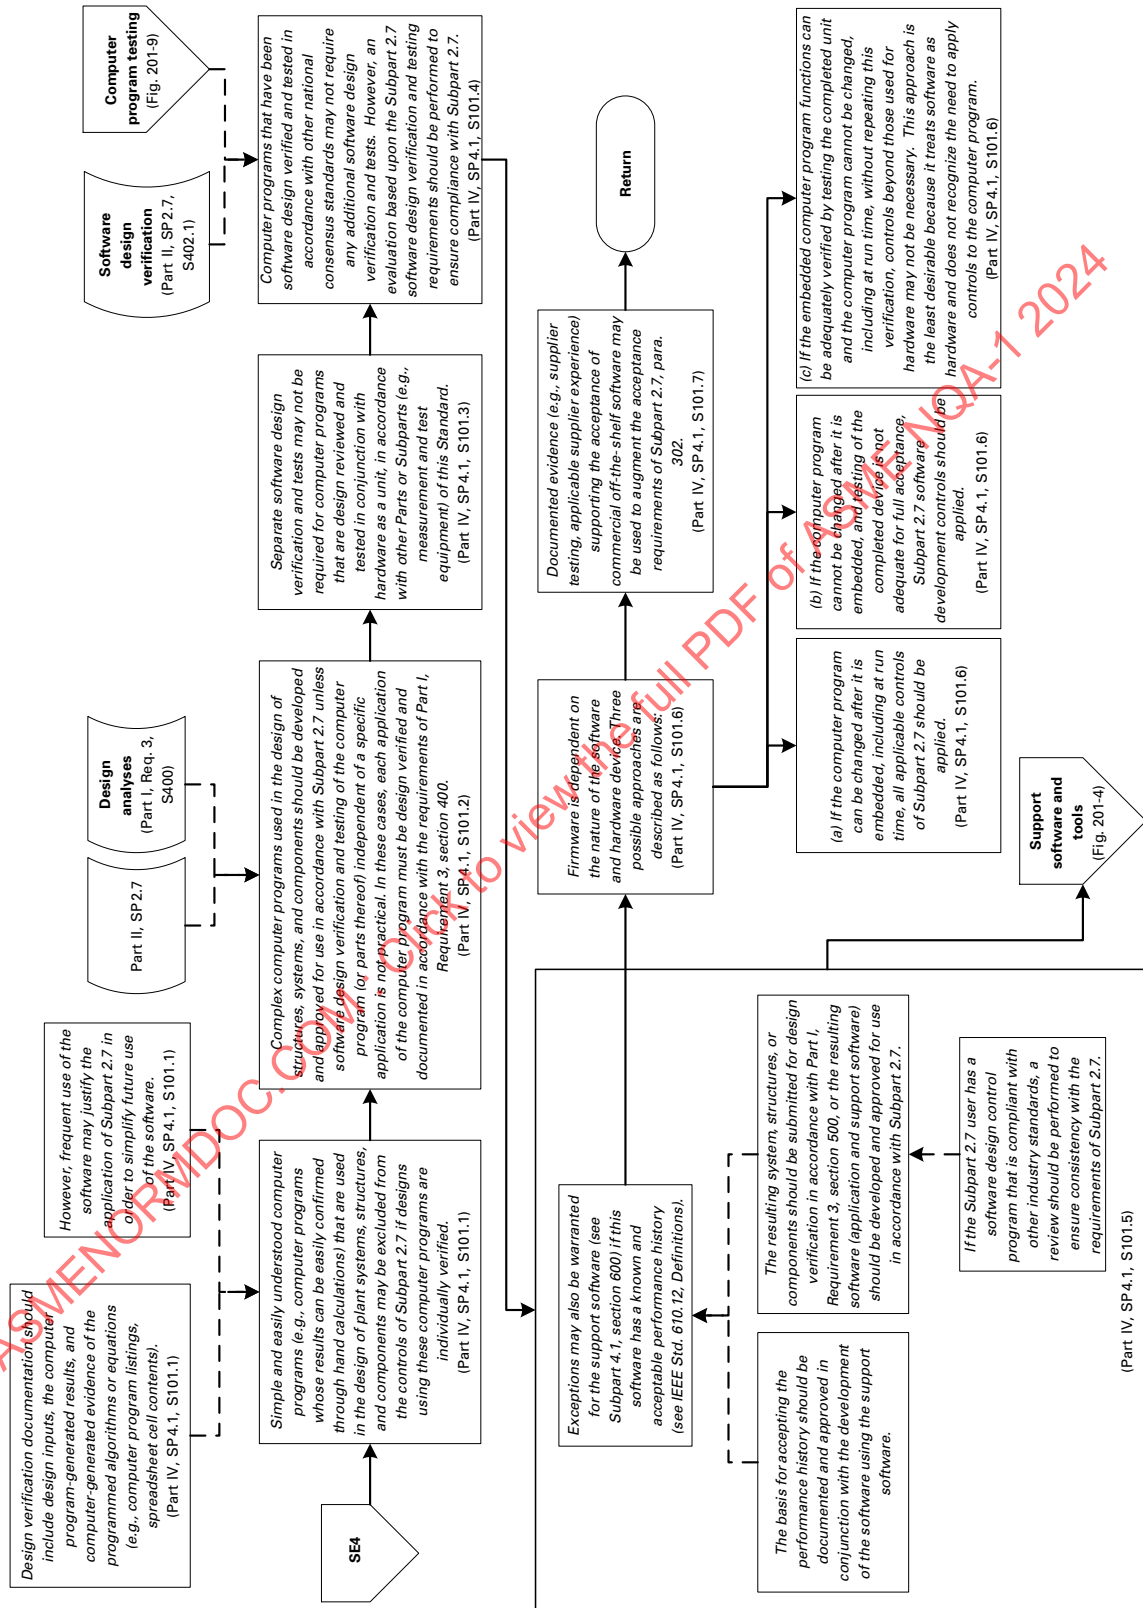 Design verification documentation should
include design inputs, the computer
program-generated results, and
computer-generated evidence of the
programmed algorithms or equations
(e.g., computer program listings,
spreadsheet cell contents).
(Part IV, SP4.1, S101.1)
However, frequent use of the
software may justify the
application of Subpart 2.7 in
order to simplify future use
of the software.
(Part IV, SP4.1, S101.1)
Part II, SP2.7
Design
analyses
(Part I, Req. 3,
S400)
Software
design
verification
(Part II, SP2.7,
S402.1)
Computer
program testing
(Fig. 201-9)
SE4
Simple and easily understood computer
programs (e.g., computer programs
whose results can be easily confirmed
through hand calculations) that are used
in the design of plant systems, structures,
and components may be excluded from
the controls of Subpart 2.7 if designs
using these computer programs are
individually verified.
(Part IV, SP4.1, S101.1)
Complex computer programs used in the design of
structures, systems, and components should be developed
and approved for use in accordance with Subpart 2.7 unless
software design verification and testing of the computer
program (or parts thereof) independent of a specific
application is not practical. In these cases, each application
of the computer program must be design verified and
documented in accordance with the requirements of Part I,
Requirement 3, section 400.
(Part IV, SP4.1, S101.2)
Separate software design
verification and tests may not be
required for computer programs
that are design reviewed and
tested in conjunction with
hardware as a unit, in accordance
with other Parts or Subparts (e.g.,
measurement and test
equipment) of this Standard.
(Part IV, SP4.1, S101.3)
Computer programs that have been
software design verified and tested in
accordance with other national
consensus standards may not require
any additional software design
verification and tests. However, an
evaluation based upon the Subpart 2.7
software design verification and testing
requirements should be performed to
ensure compliance with Subpart 2.7.
(Part IV, SP4.1, S101.4)
Exceptions may also be warranted
for the support software (see
Subpart 4.1, section 600) if this
software has a known and
acceptable performance history
(see IEEE Std. 610.12, Definitions).
The basis for accepting the
performance history should be
documented and approved in
conjunction with the development
of the software using the support
software.
The resulting system, structures, or
components should be submitted for design
verification in accordance with Part I,
Requirement 3, section 500, or the resulting
software (application and support software)
should be developed and approved for use
in accordance with Subpart 2.7.
If the Subpart 2.7 user has a
software design control
program that is compliant with
other industry standards, a
review should be performed to
ensure consistency with the
requirements of Subpart 2.7.
(Part IV, SP4.1, S101.5)
Support
software and
tools
(Fig. 201-4)
Firmware is dependent on
the nature of the software
and hardware device. Three
possible approaches are
described as follows:
(Part IV, SP4.1, S101.6)
Documented evidence (e.g., supplier
testing, applicable supplier experience)
supporting the acceptance of
commercial off-the-shelf software may
be used to augment the acceptance
requirements of Subpart 2.7, para.
302.
(Part IV, SP4.1, S101.7)
Return
(a) If the computer program
can be changed after it is
embedded, including at run
time, all applicable controls
of Subpart 2.7 should be
applied.
(Part IV, SP4.1, S101.6)
(b) If the computer program
cannot be changed after it is
embedded, and testing of the
completed device is not
adequate for full acceptance,
Subpart 2.7 software
development controls should be
applied.
(Part IV, SP4.1, S101.6)
(c) If the embedded computer program functions can
be adequately verified by testing the completed unit
and the computer program cannot be changed,
including at run time, without repeating this
verification, controls beyond those used for
hardware may not be necessary. This approach is
the least desirable because it treats software as
hardware and does not recognize the need to apply
controls to the computer program.
(Part IV, SP4.1, S101.6)
ASMENORMDOC.COM : Click to view the full PDF of ASME NQA-1 2024